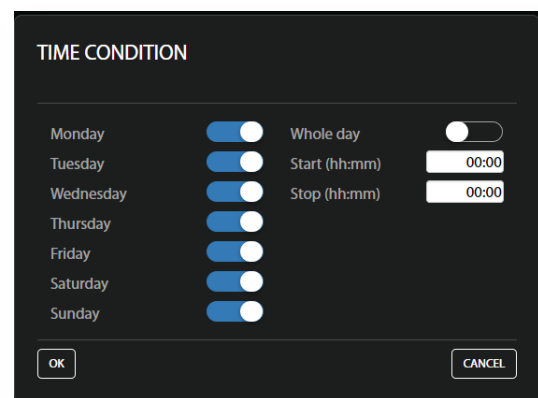 TIME CONDITION
Monday
Whole day
Tuesday
Start (hh:mm)
00:00
Wednesday
Stop (hh:mm)
00:00
Thursday
Friday
Saturday
Sunday
OK
CANCEL